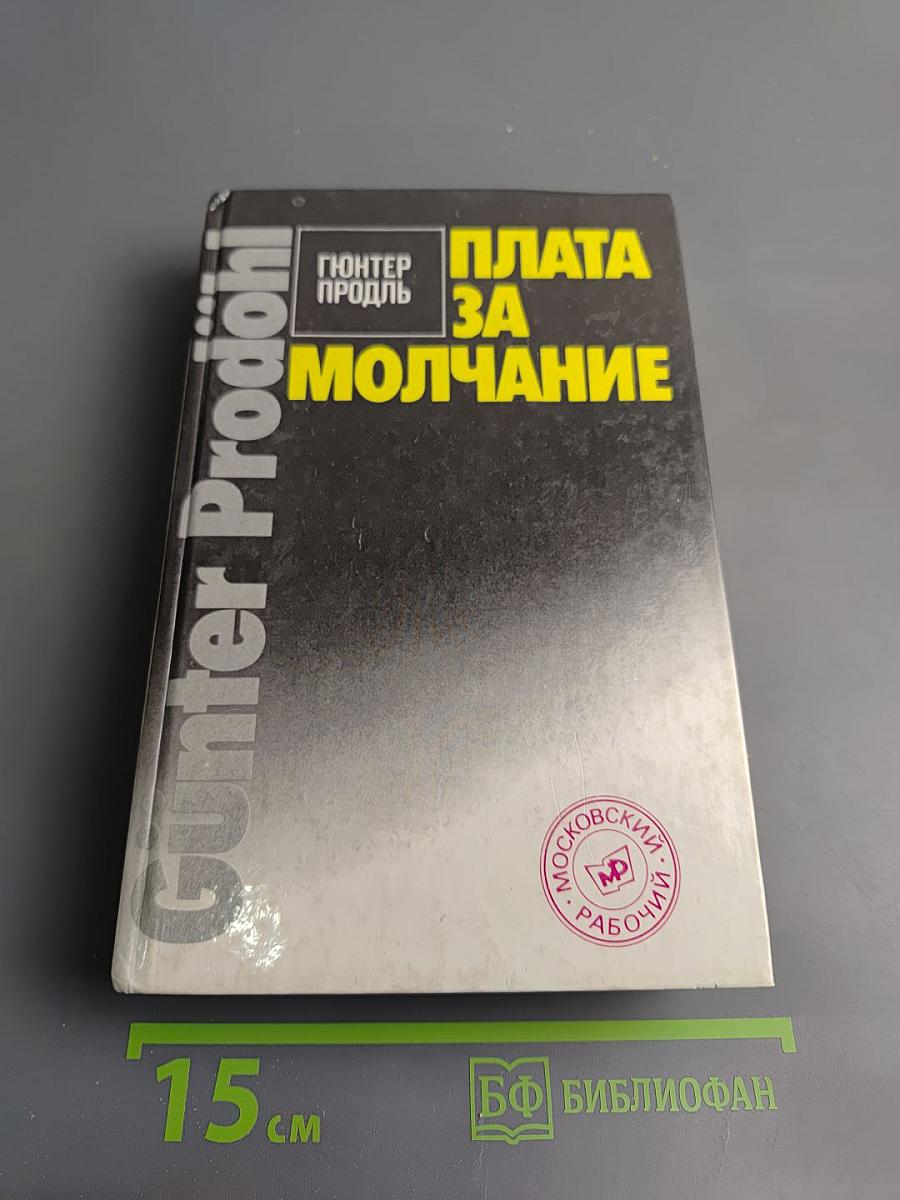 Günter Prodöhl
ГЮНТЕР
ПРОДЛЬ
ПЛАТА
ЗА
МОЛЧАНИЕ
МОСКОВСКИЙ
МР
РАБОЧИЙ
15 см
БФ БИБЛИОФАН